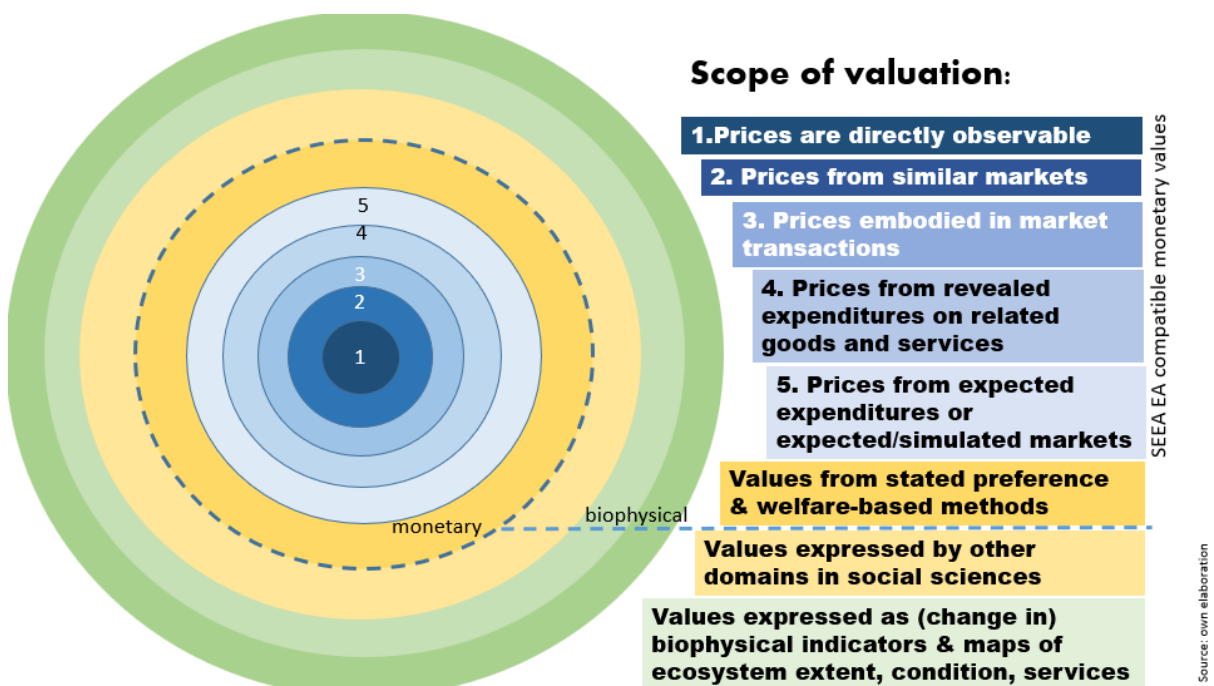 Scope of valuation:
1.Prices are directly observable
2. Prices from similar markets
3. Prices embodied in market
transactions
4. Prices from revealed
expenditures on related
goods and services
5. Prices from expected
expenditures or
expected/simulated markets
Values from stated preference
& welfare-based methods
Values expressed by other
domains in social sciences
Values expressed as (change in)
biophysical indicators & maps of
ecosystem extent, condition, services
SEEA EA compatible monetary values
Source: own elaboration
5
4
3
2
1
monetary
biophysical